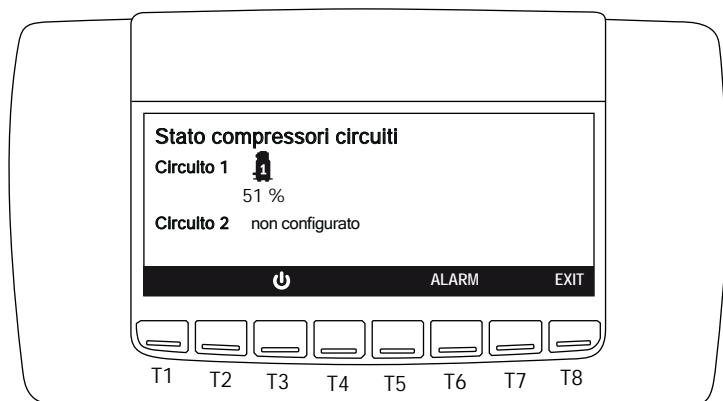 Stato compressori circuiti
Circuito 1 1
51 %
Circuito 2 non configurato
ALARM EXIT
T1 T2 T3 T4 T5 T6 T7 T8